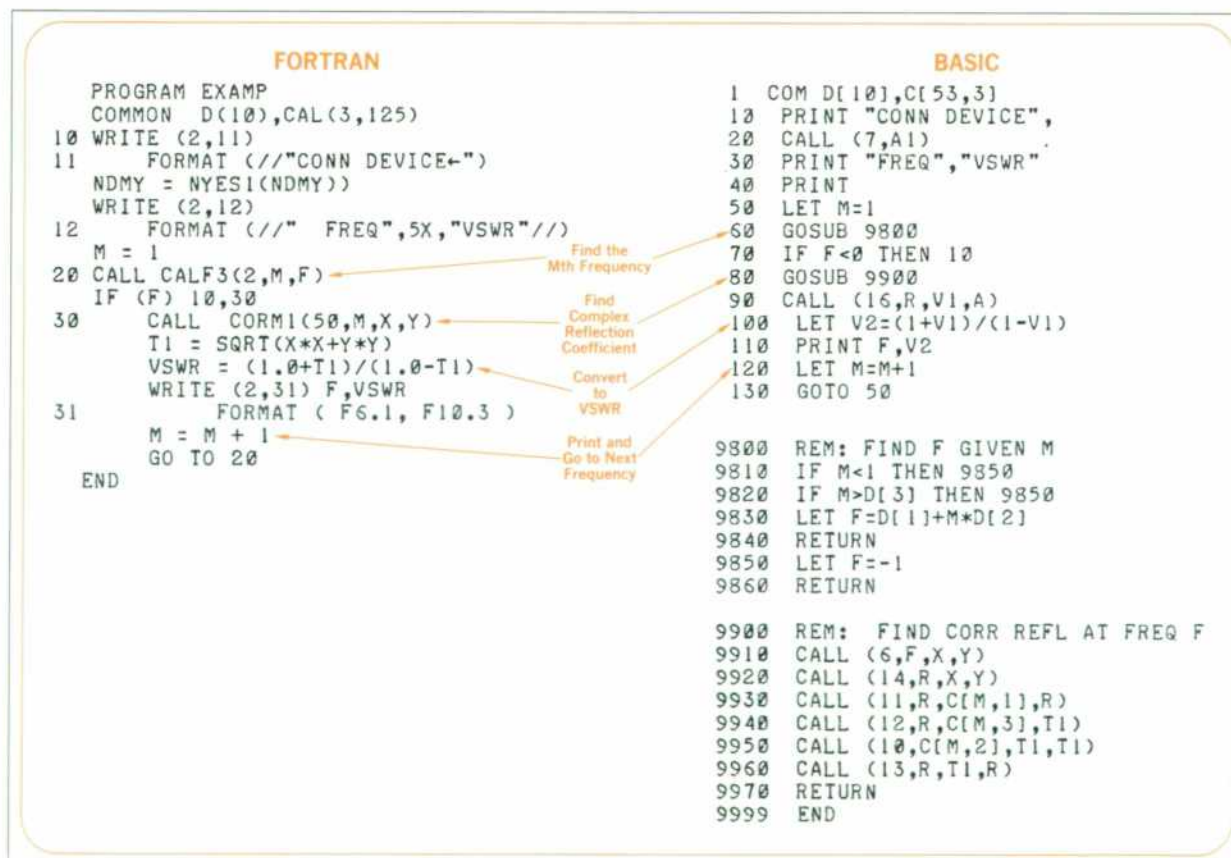 FORTRAN
PROGRAM EXAMP
COMMON D(10),CAL(3,125)
10 WRITE (2,11)
11 FORMAT (//"CONN DEVICE←")
NDMY = NYES1(NDMY))
WRITE (2,12)
12 FORMAT (//" FREQ",5X,"VSWR"//)
M = 1
20 CALL CALF3(2,M,F)
IF (F) 10,30
30 CALL CORM1(50,M,X,Y)
T1 = SQRT(X*X+Y*Y)
VSWR = (1.0+T1)/(1.0-T1)
WRITE (2,31) F,VSWR
31 FORMAT ( F6.1, F10.3 )
M = M + 1
GO TO 20
END
Find the
Mth Frequency
Find
Complex
Reflection
Coefficient
Convert
to
VSWR
Print and
Go to Next
Frequency
BASIC
1 COM D[10],C[53,3]
10 PRINT "CONN DEVICE",
20 CALL (7,A1)
30 PRINT "FREQ","VSWR"
40 PRINT
50 LET M=1
60 GOSUB 9800
70 IF F<0 THEN 10
80 GOSUB 9900
90 CALL (16,R,V1,A)
100 LET V2=(1+V1)/(1-V1)
110 PRINT F,V2
120 LET M=M+1
130 GOTO 50
9800 REM: FIND F GIVEN M
9810 IF M<1 THEN 9850
9820 IF M>D[3] THEN 9850
9830 LET F=D[1]+M*D[2]
9840 RETURN
9850 LET F=-1
9860 RETURN
9900 REM: FIND CORR REFL AT FREQ F
9910 CALL (6,F,X,Y)
9920 CALL (14,R,X,Y)
9930 CALL (11,R,C[M,1],R)
9940 CALL (12,R,C[M,3],T1)
9950 CALL (10,C[M,2],T1,T1)
9960 CALL (13,R,T1,R)
9970 RETURN
9999 END